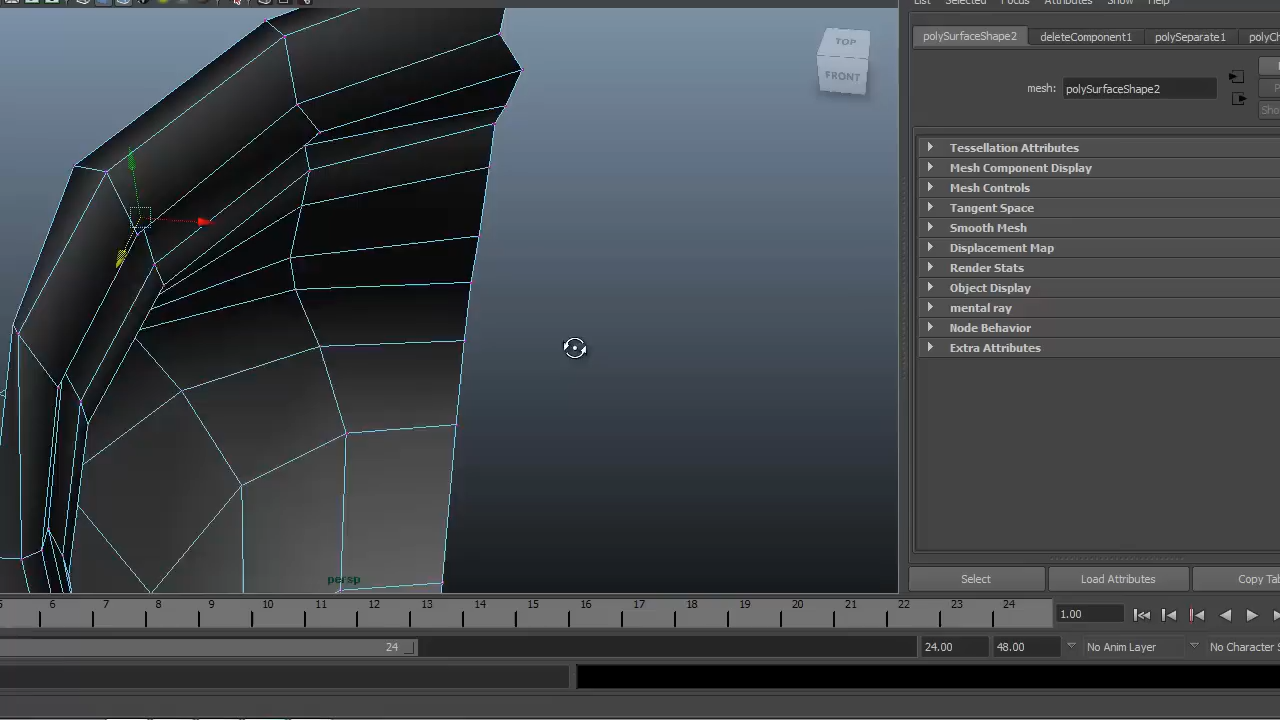 List Selected Focus Attributes Show Help
TOP
FRONT
polySurfaceShape2 deleteComponent1 polySeparate1 polyCh
mesh: polySurfaceShape2
Tessellation Attributes
Mesh Component Display
Mesh Controls
Tangent Space
Smooth Mesh
Displacement Map
Render Stats
Object Display
mental ray
Node Behavior
Extra Attributes
persp
Select Load Attributes Copy Tab
5 6 7 8 9 10 11 12 13 14 15 16 17 18 19 20 21 22 23 24
1.00
24 24.00 48.00 No Anim Layer No Character S